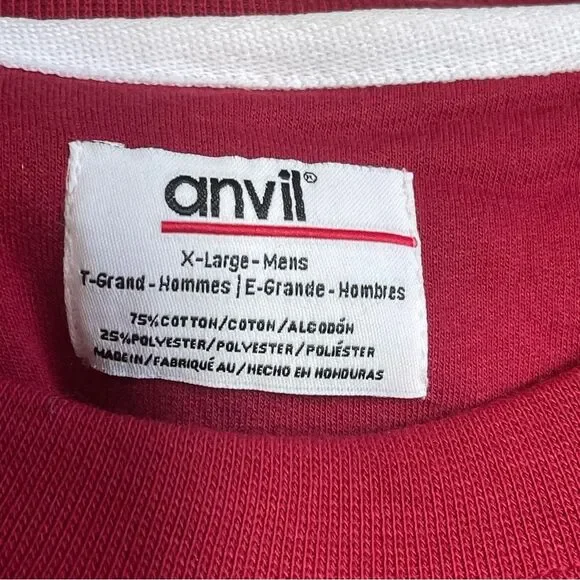 anvil®
X-Large-Mens
T-Grand-Hommes | E-Grande-Hombres
75% COTTON/COTON/ALGODÓN
25% POLYESTER/POLYESTER/POLIÉSTER
MADE IN/FABRIQUÉ AU/HECHO EN HONDURAS